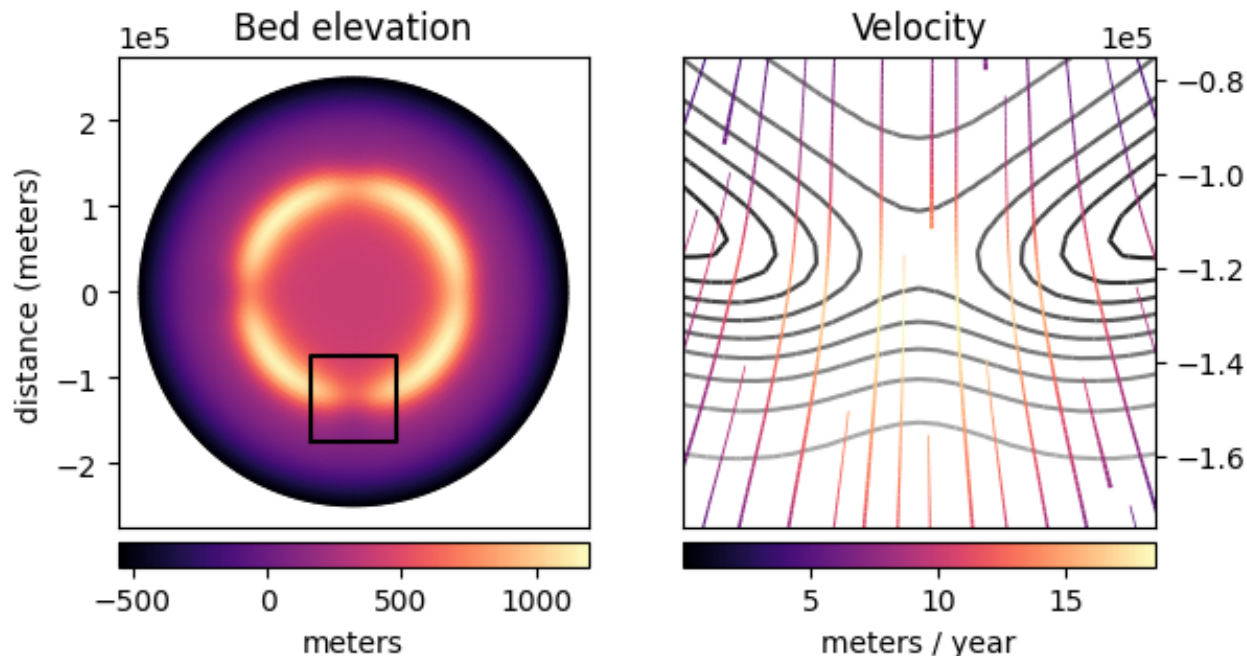 Bed elevation
1e5
2
1
0
−1
−2
distance (meters)
−500 0 500 1000
meters
Velocity
1e5
−0.8
−1.0
−1.2
−1.4
−1.6
5 10 15
meters / year